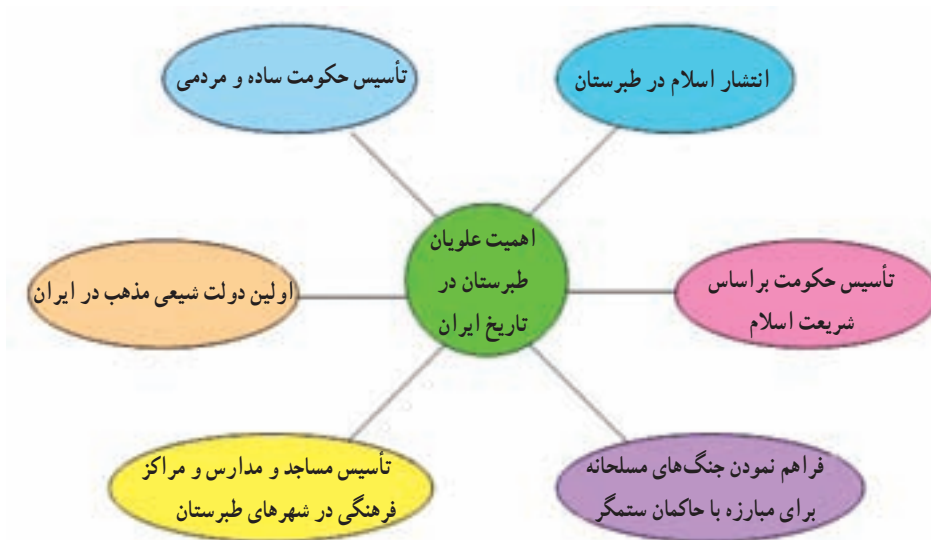 اهمیت علویان
طبرستان در
تاریخ ایران
انتشار اسلام در طبرستان
تأسیس حکومت ساده و مردمی
تأسیس حکومت براساس
شریعت اسلام
اولین دولت شیعی مذهب در ایران
فراهم نمودن جنگ‌های مسلحانه
برای مبارزه با حاکمان ستمگر
تأسیس مساجد و مدارس و مراکز
فرهنگی در شهرهای طبرستان